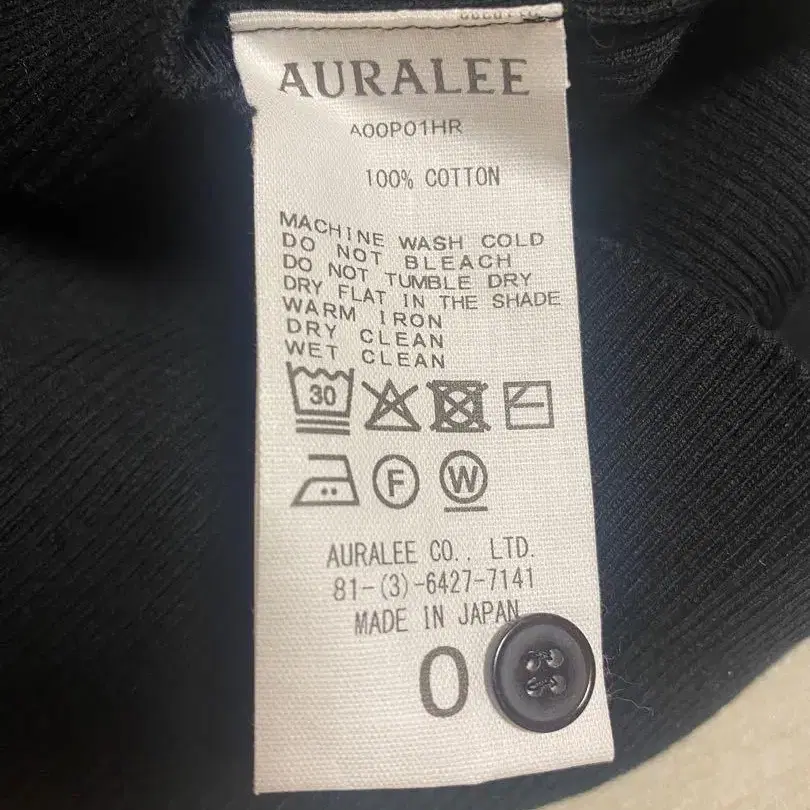 AURALEE
A00P01HR
100% COTTON
MACHINE WASH COLD
DO NOT BLEACH
DO NOT TUMBLE DRY
DRY FLAT IN THE SHADE
WARM IRON
DRY CLEAN
WET CLEAN
30
F W
AURALEE CO., LTD.
81-(3)-6427-7141
MADE IN JAPAN
0